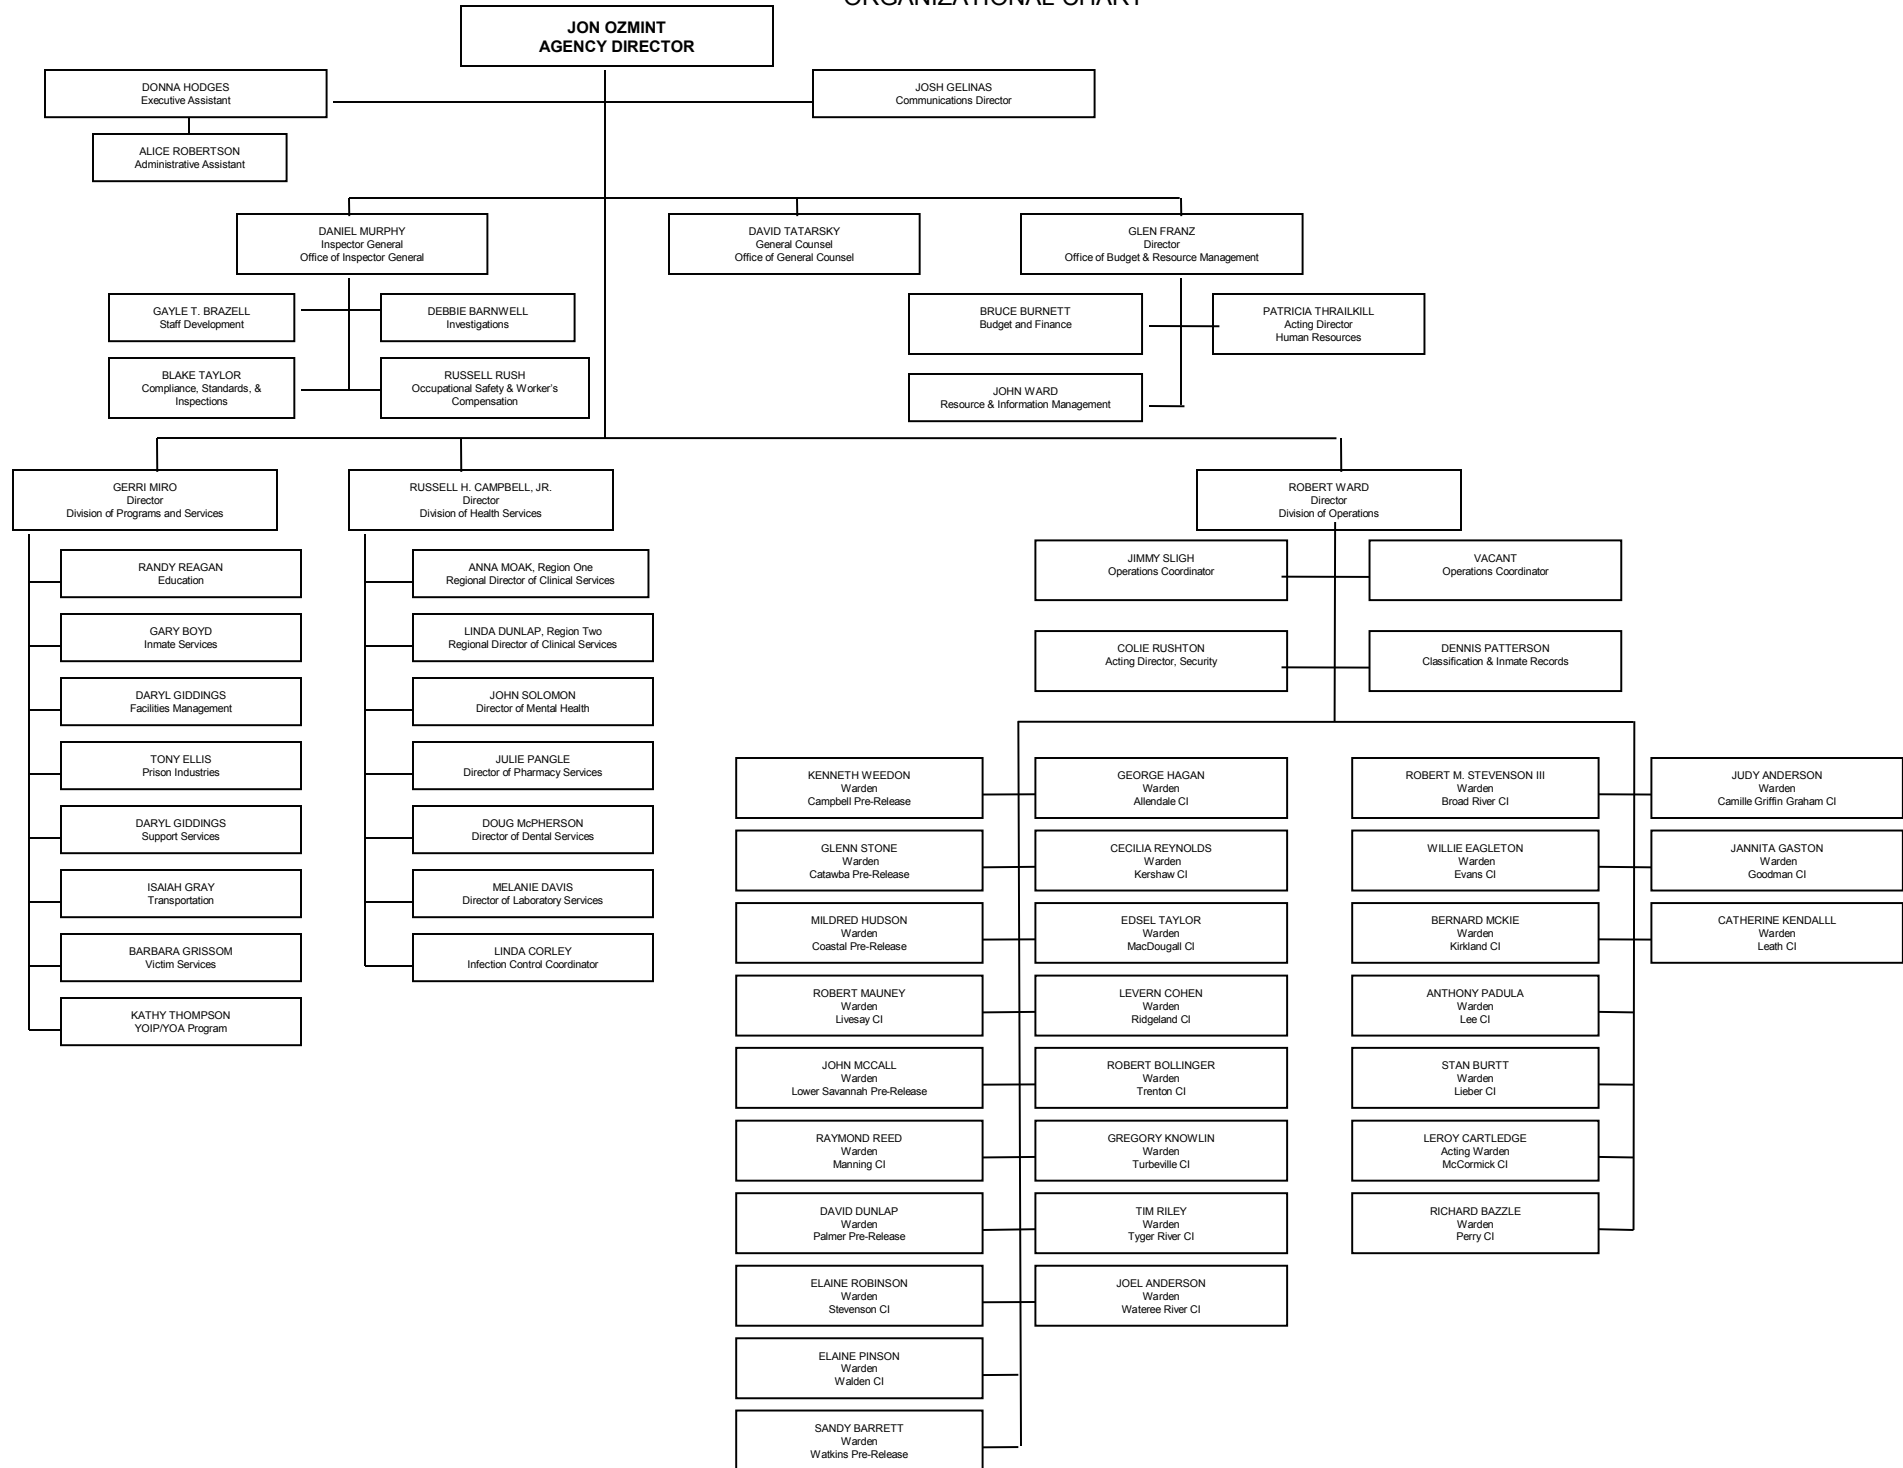 ORGANIZATIONAL CHART
JON OZMINT
AGENCY DIRECTOR
DONNA HODGES
Executive Assistant
JOSH GELINAS
Communications Director
ALICE ROBERTSON
Administrative Assistant
DANIEL MURPHY
Inspector General
Office of Inspector General
DAVID TATARSKY
General Counsel
Office of General Counsel
GLEN FRANZ
Director
Office of Budget & Resource Management
GAYLE T. BRAZELL
Staff Development
DEBBIE BARNWELL
Investigations
BRUCE BURNETT
Budget and Finance
PATRICIA THRAILKILL
Acting Director
Human Resources
BLAKE TAYLOR
Compliance, Standards, &
Inspections
RUSSELL RUSH
Occupational Safety & Worker's
Compensation
JOHN WARD
Resource & Information Management
GERRI MIRO
Director
Division of Programs and Services
RUSSELL H. CAMPBELL, JR.
Director
Division of Health Services
ROBERT WARD
Director
Division of Operations
RANDY REAGAN
Education
GARY BOYD
Inmate Services
DARYL GIDDINGS
Facilities Management
TONY ELLIS
Prison Industries
DARYL GIDDINGS
Support Services
ISAIAH GRAY
Transportation
BARBARA GRISSOM
Victim Services
KATHY THOMPSON
YOIP/YOA Program
ANNA MOAK, Region One
Regional Director of Clinical Services
LINDA DUNLAP, Region Two
Regional Director of Clinical Services
JOHN SOLOMON
Director of Mental Health
JULIE PANGLE
Director of Pharmacy Services
DOUG McPHERSON
Director of Dental Services
MELANIE DAVIS
Director of Laboratory Services
LINDA CORLEY
Infection Control Coordinator
JIMMY SLIGH
Operations Coordinator
VACANT
Operations Coordinator
COLIE RUSHTON
Acting Director, Security
DENNIS PATTERSON
Classification & Inmate Records
KENNETH WEEDON
Warden
Campbell Pre-Release
GLENN STONE
Warden
Catawba Pre-Release
MILDRED HUDSON
Warden
Coastal Pre-Release
ROBERT MAUNEY
Warden
Livesay CI
JOHN MCCALL
Warden
Lower Savannah Pre-Release
RAYMOND REED
Warden
Manning CI
DAVID DUNLAP
Warden
Palmer Pre-Release
ELAINE ROBINSON
Warden
Stevenson CI
ELAINE PINSON
Warden
Walden CI
SANDY BARRETT
Warden
Watkins Pre-Release
GEORGE HAGAN
Warden
Allendale CI
CECILIA REYNOLDS
Warden
Kershaw CI
EDSEL TAYLOR
Warden
MacDougall CI
LEVERN COHEN
Warden
Ridgeland CI
ROBERT BOLLINGER
Warden
Trenton CI
GREGORY KNOWLIN
Warden
Turbeville CI
TIM RILEY
Warden
Tyger River CI
JOEL ANDERSON
Warden
Wateree River CI
ROBERT M. STEVENSON III
Warden
Broad River CI
WILLIE EAGLETON
Warden
Evans CI
BERNARD MCKIE
Warden
Kirkland CI
ANTHONY PADULA
Warden
Lee CI
STAN BURTT
Warden
Lieber CI
LEROY CARTLEDGE
Acting Warden
McCormick CI
RICHARD BAZZLE
Warden
Perry CI
JUDY ANDERSON
Warden
Camille Griffin Graham CI
JANNITA GASTON
Warden
Goodman CI
CATHERINE KENDALLL
Warden
Leath CI